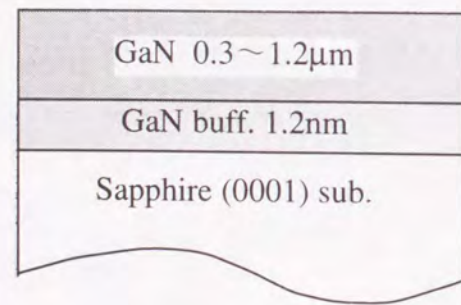 GaN 0.3～1.2μm
GaN buff. 1.2nm
Sapphire (0001) sub.